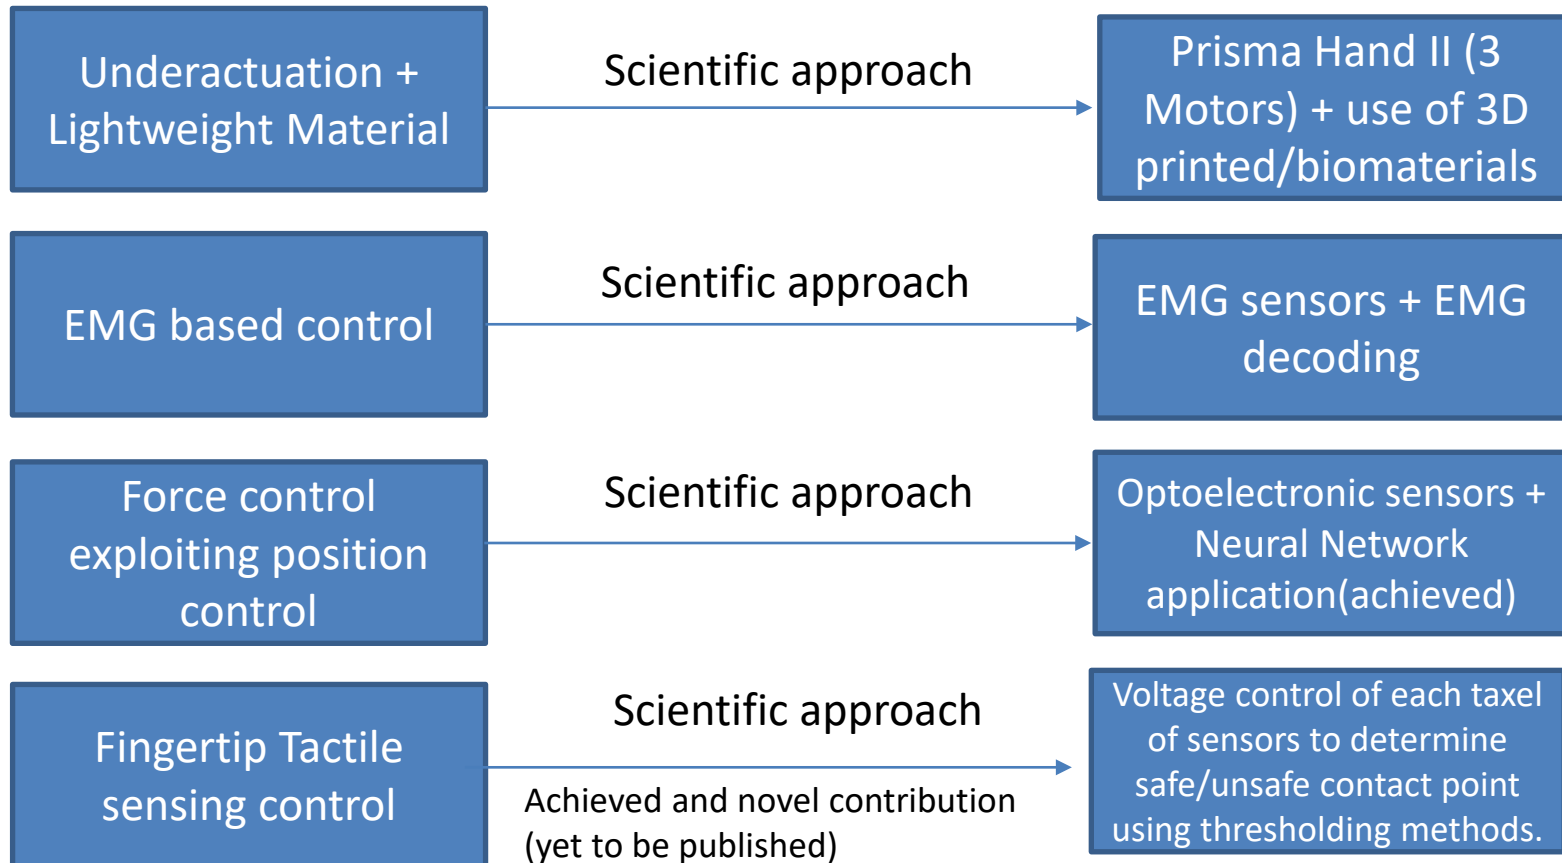 Underactuation +
Lightweight Material
Scientific approach
Prisma Hand II (3
Motors) + use of 3D
printed/biomaterials
EMG based control
Scientific approach
EMG sensors + EMG
decoding
Force control
exploiting position
control
Scientific approach
Optoelectronic sensors +
Neural Network
application(achieved)
Fingertip Tactile
sensing control
Scientific approach
Achieved and novel contribution
(yet to be published)
Voltage control of each taxel
of sensors to determine
safe/unsafe contact point
using thresholding methods.